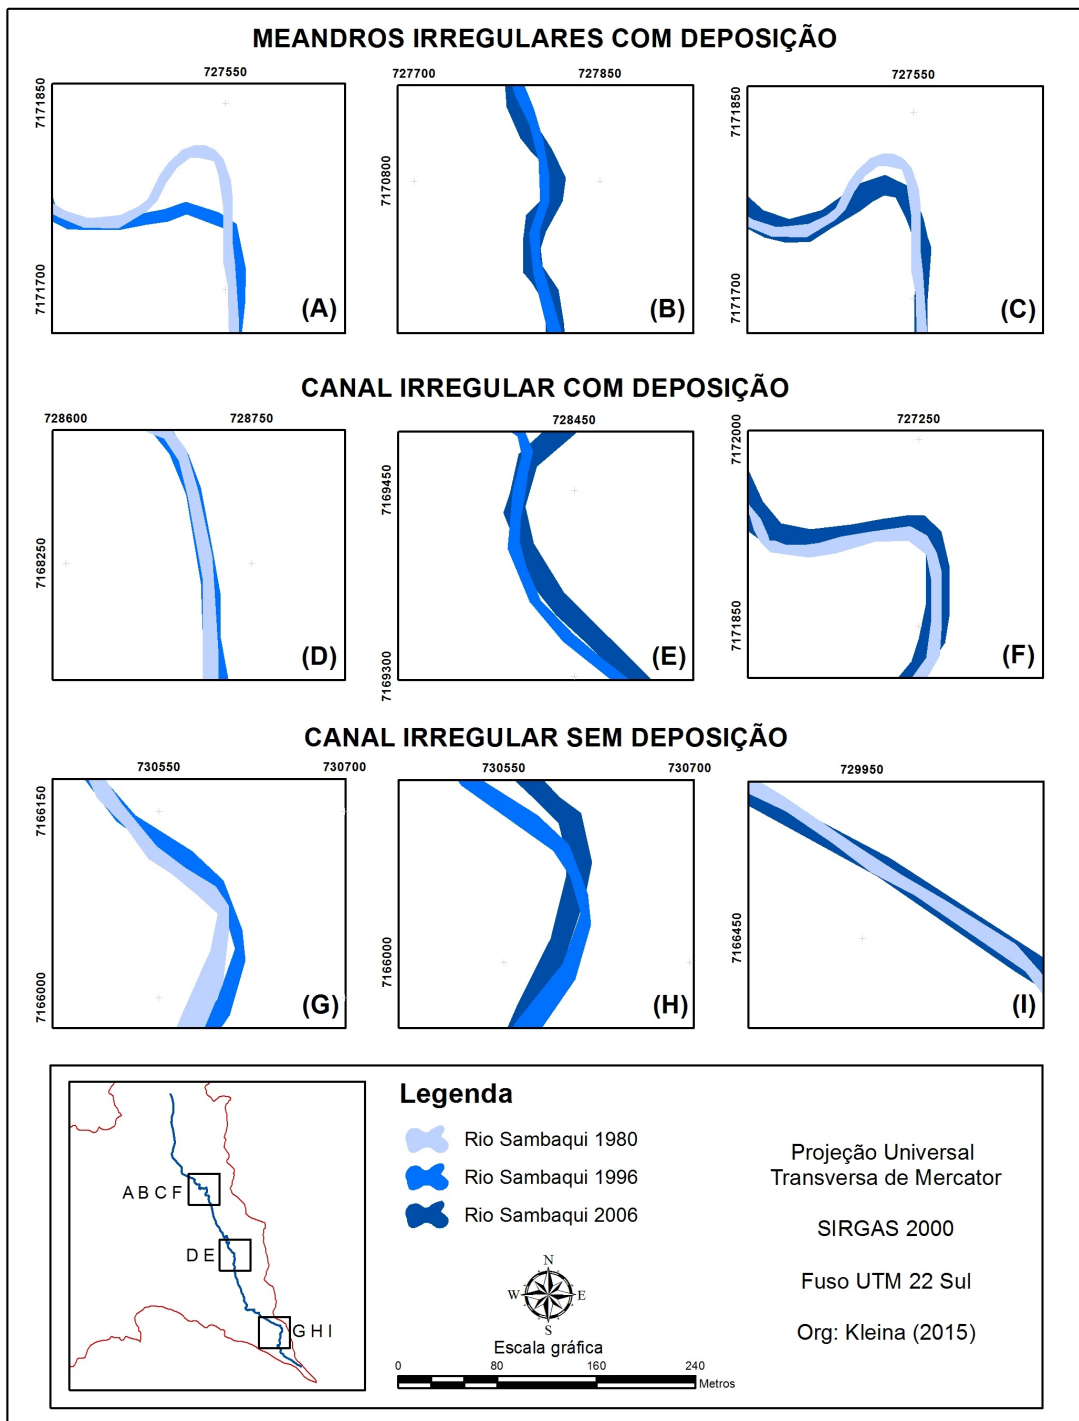 MEANDROS IRREGULARES COM DEPOSIÇÃO
727550
7171850
7171700
(A)
727700
727850
7170800
(B)
727550
7171850
7171700
(C)
CANAL IRREGULAR COM DEPOSIÇÃO
728600
728750
7168250
(D)
728450
7169450
7169300
(E)
727250
7172000
7171850
(F)
CANAL IRREGULAR SEM DEPOSIÇÃO
730550
730700
7166150
7166000
(G)
730550
730700
7166000
(H)
729950
7166450
(I)
A B C F
D E
G H I
Legenda
Rio Sambaqui 1980
Rio Sambaqui 1996
Rio Sambaqui 2006
N
W
E
S
Escala gráfica
0
80
160
240
Metros
Projeção Universal
Transversa de Mercator
SIRGAS 2000
Fuso UTM 22 Sul
Org: Kleina (2015)